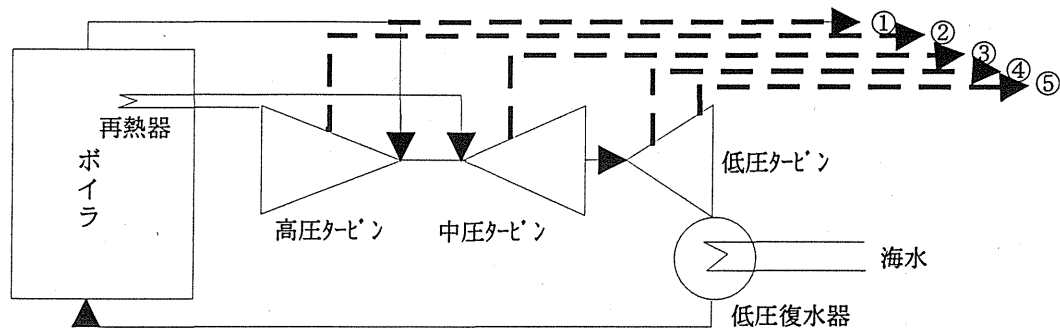 ①
②
③
④
⑤
再熱器
ボイラ
高圧ﾀｰﾋﾞﾝ
中圧ﾀｰﾋﾞﾝ
低圧ﾀｰﾋﾞﾝ
海水
低圧復水器